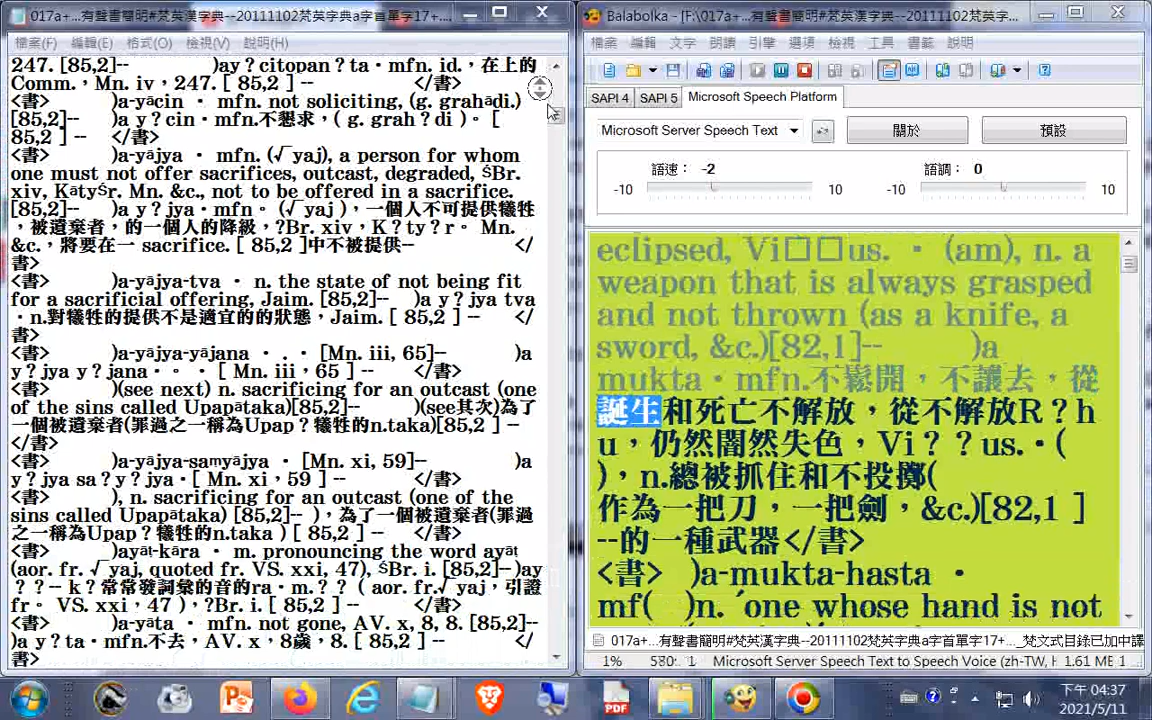 017a+...有聲書簡明#梵英漢字典--20111102梵英字典a字首單字17+...
檔案(F) 編輯(E) 格式(O) 檢視(V) 說明(H)
247. [85,2]-- )ay？citopan？ta‧mfn. id.，在上的
Comm.，Mn. iv，247. [ 85,2 ] -- </書>
<書> )a-yācin ‧ mfn. not soliciting, (g. grahādi.)
[85,2]-- )a y？cin‧mfn.不懇求，( g. grah？di )。 [
85,2 ] -- </書>
<書> )a-yājya ‧ mfn. (√yaj), a person for whom
one must not offer sacrifices, outcast, degraded, ŚBr.
xiv, KātyŚr. Mn. &c., not to be offered in a sacrifice.
[85,2]-- )a y？jya‧mfn。 (√yaj )，一個人不可提供犧牲
，被遺棄者，的一個人的降級，?Br. xiv，K？ty？r。 Mn.
&c.，將要在一 sacrifice. [ 85,2 ]中不被提供-- </
書>
<書> )a-yājya-tva ‧ n. the state of not being fit
for a sacrificial offering, Jaim. [85,2]-- )a y？jya tva
‧n.對犧牲的提供不是適宜的的狀態，Jaim. [ 85,2 ] -- </
書>
<書> )a-yājya-yājana ‧ . ‧ [Mn. iii, 65]-- )a
y？jya y？jana‧。‧[ Mn. iii，65 ] -- </書>
<書> )(see next) n. sacrificing for an outcast (one
of the sins called Upapātaka)[85,2]-- )(see其次)為了
一個被遺棄者(罪過之一稱為Upap？犧牲的n.taka)[85,2 ] --
</書>
<書> )a-yājya-saṃyājya ‧ [Mn. xi, 59]-- )a
y？jya sa？y？jya‧[ Mn. xi，59 ] -- </書>
<書> ), n. sacrificing for an outcast (one of the
sins called Upapātaka) [85,2]-- )，為了一個被遺棄者(罪過
之一稱為Upap？犧牲的n.taka ) [ 85,2 ] -- </書>
<書> )ayāṭ-kāra ‧ m. pronouncing the word ayāṭ
(aor. fr. √yaj, quoted fr. VS. xxi, 47), ŚBr. i. [85,2]-- )ay
？？-- k？常常發詞彙的音的ra‧m.？？ ( aor. fr.√yaj，引證
fr。 VS. xxi，47 )，?Br. i. [ 85,2 ] -- </書>
<書> )a-yāta ‧ mfn. not gone, AV. x, 8, 8. [85,2]--
)a y？ta‧mfn.不去，AV. x，8歲，8. [ 85,2 ] -- </
書>
Balabolka - [F:\017a+...有聲書簡明#梵英漢字典--20111102梵英字...
檔案 編輯 文字 朗讀 引擎 選項 檢視 工具 書籤 說明
SAPI 4 SAPI 5 Microsoft Speech Platform
Microsoft Server Speech Text 關於 預設
語速： -2 語調： 0
-10 10 -10 10
eclipsed, Vi□□us. ‧ (am), n. a
weapon that is always grasped
and not thrown (as a knife, a
sword, &c.)[82,1]-- )a
mukta‧mfn.不鬆開，不讓去，從
誕生和死亡不解放，從不解放R？h
u，仍然闇然失色，Vi？？us.‧(
)，n.總被抓住和不投擲(
作為一把刀，一把劍，&c.)[82,1 ]
--的一種武器</書>
<書> )a-mukta-hasta ‧
mf( )n. ´one whose hand is not
017a+...有聲書簡明#梵英漢字典--20111102梵英字典a字首單字17+..._梵文式目錄已加中譯
1% 580: 1 Microsoft Server Speech Text to Speech Voice (zh-TW, H 1.61 MB
PDF
下午 04:37
2021/5/11